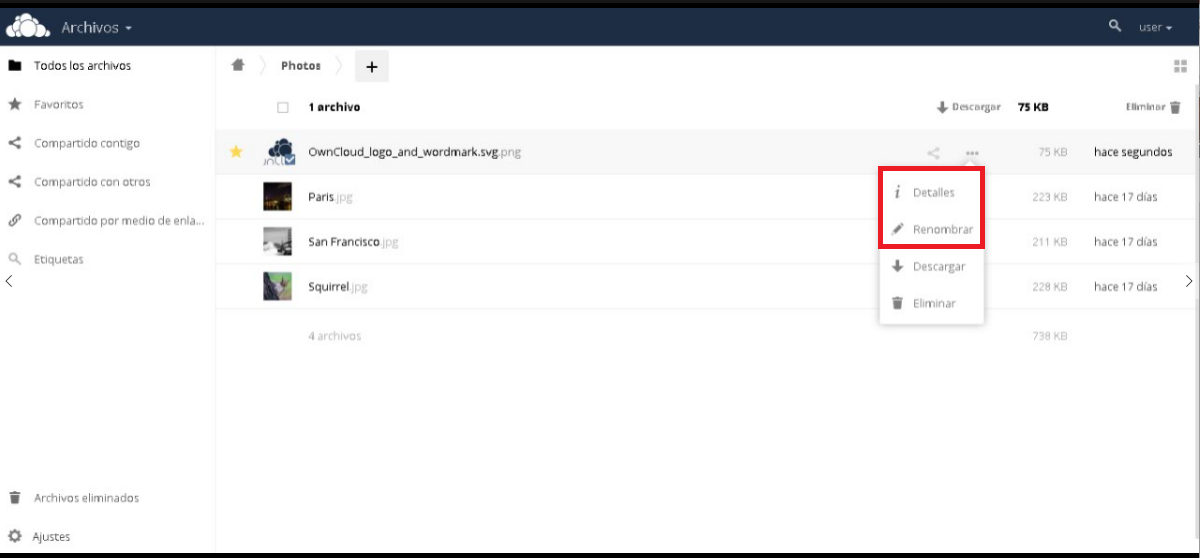 Archivos
user
Todos los archivos
Favoritos
Compartido contigo
Compartido con otros
Compartido por medio de enla...
Etiquetas
Archivos eliminados
Ajustes
Photos +
1 archivo Descargar 75 KB Eliminar
OwnCloud_logo_and_wordmark.svg.png ... 75 KB hace segundos
Paris.jpg 223 KB hace 17 días
San Francisco.jpg 211 KB hace 17 días
Squirrel.jpg 228 KB hace 17 días
4 archivos 738 KB
Detalles
Renombrar
Descargar
Eliminar